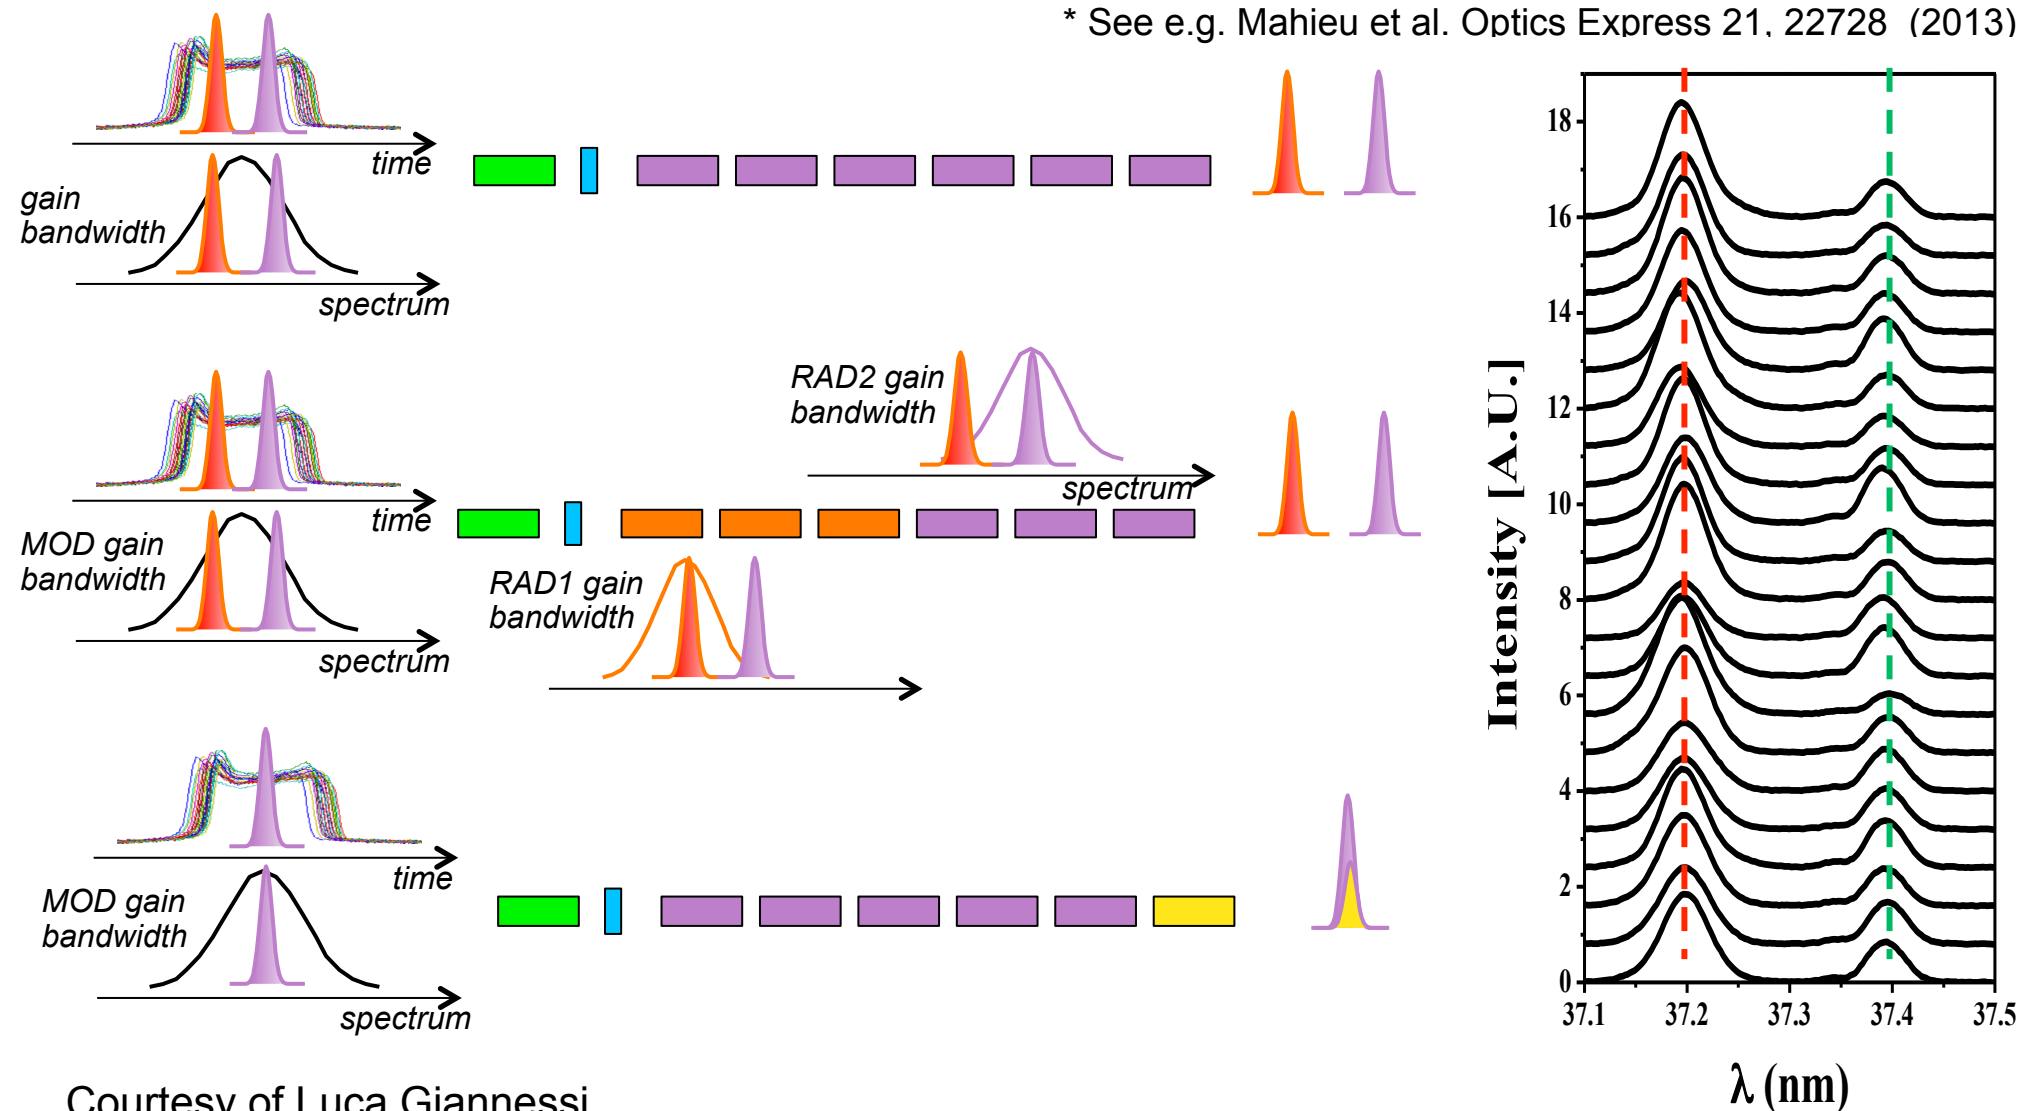 * See e.g. Mahieu et al. Optics Express 21, 22728 (2013)
time
gain
bandwidth
spectrum
RAD2 gain
bandwidth
spectrum
time
MOD gain
bandwidth
RAD1 gain
bandwidth
spectrum
time
MOD gain
bandwidth
spectrum
Intensity [A.U.]
18
16
14
12
10
8
6
4
2
0
37.1 37.2 37.3 37.4 37.5
λ (nm)
Courtesy of Luca Giannessi